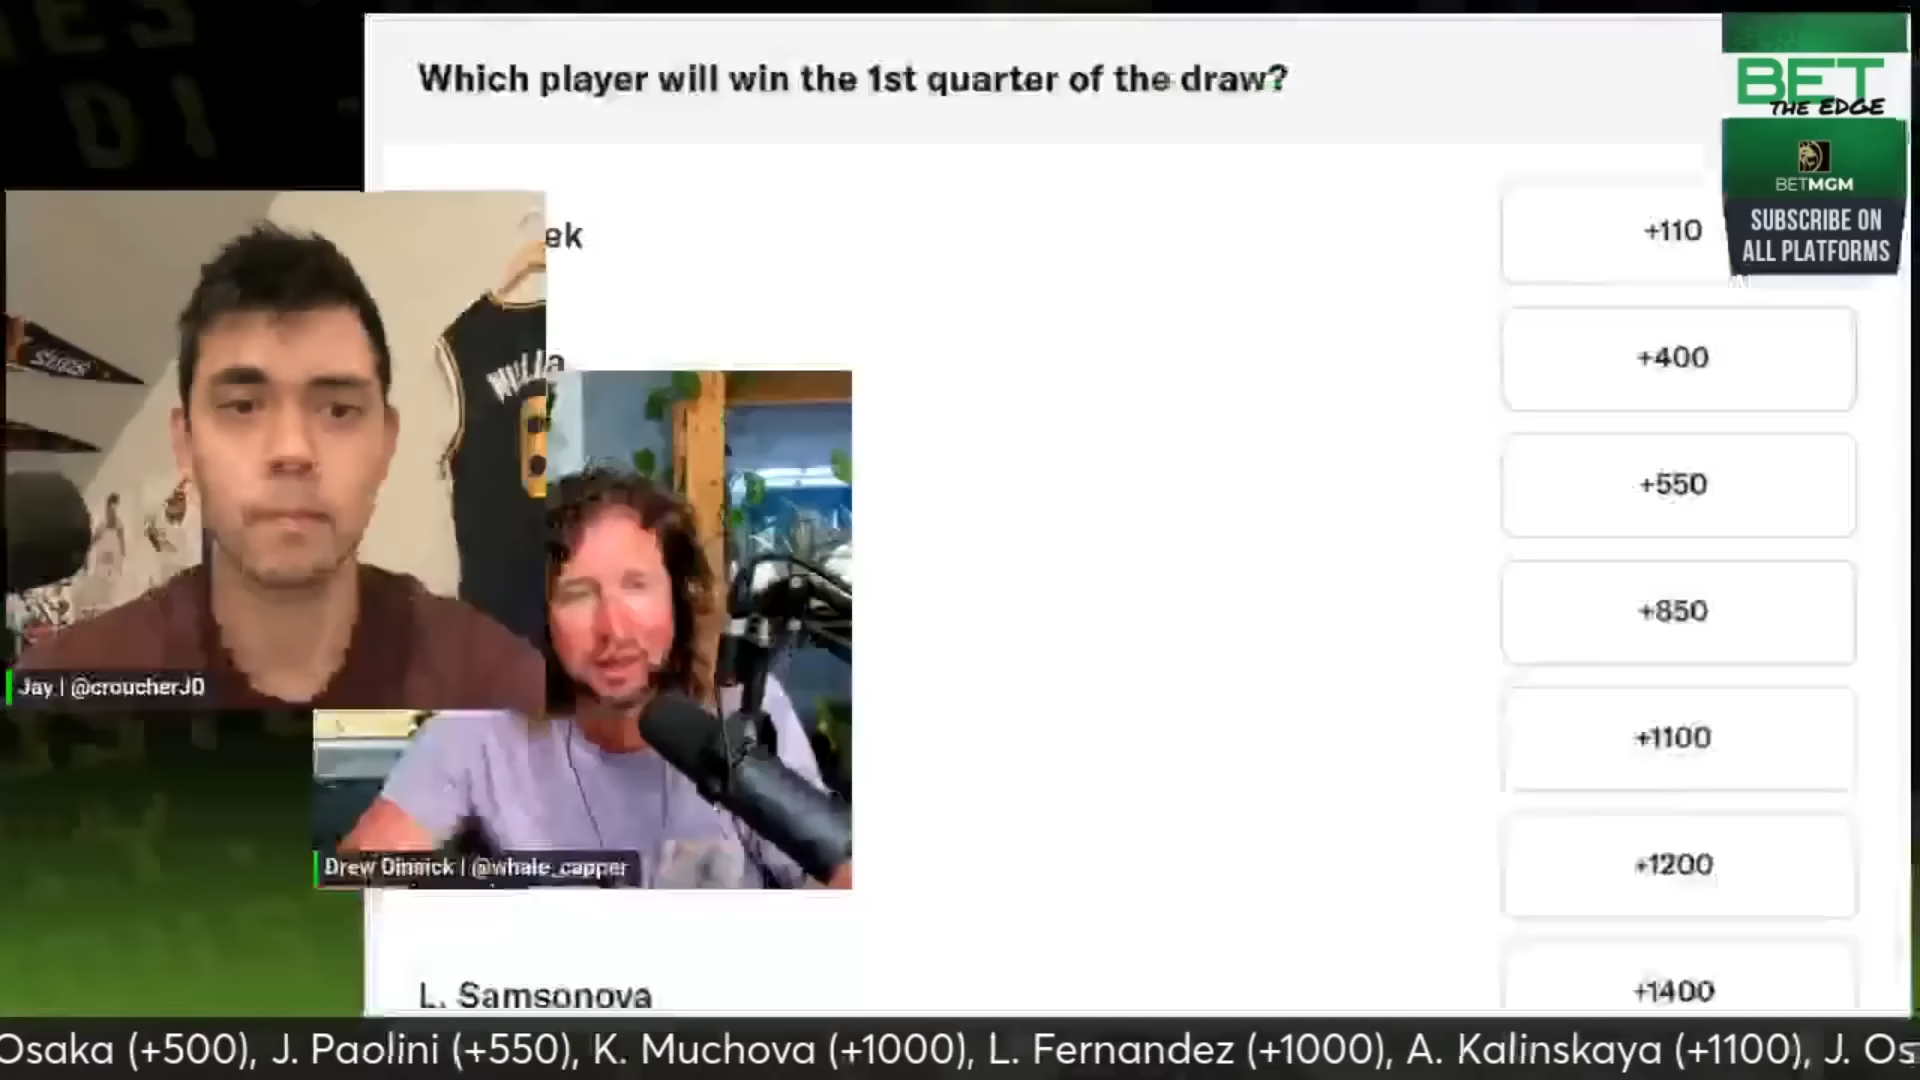 Which player will win the 1st quarter of the draw?
BET
THE EDGE
BETMGM
SUBSCRIBE ON
ALL PLATFORMS
ek
+110
a
+400
+550
+850
+1100
+1200
L. Samsonova
+1400
Jay | @croucherJD
Drew Dinsick | @whale_capper
Osaka (+500), J. Paolini (+550), K. Muchova (+1000), L. Fernandez (+1000), A. Kalinskaya (+1100), J. Os